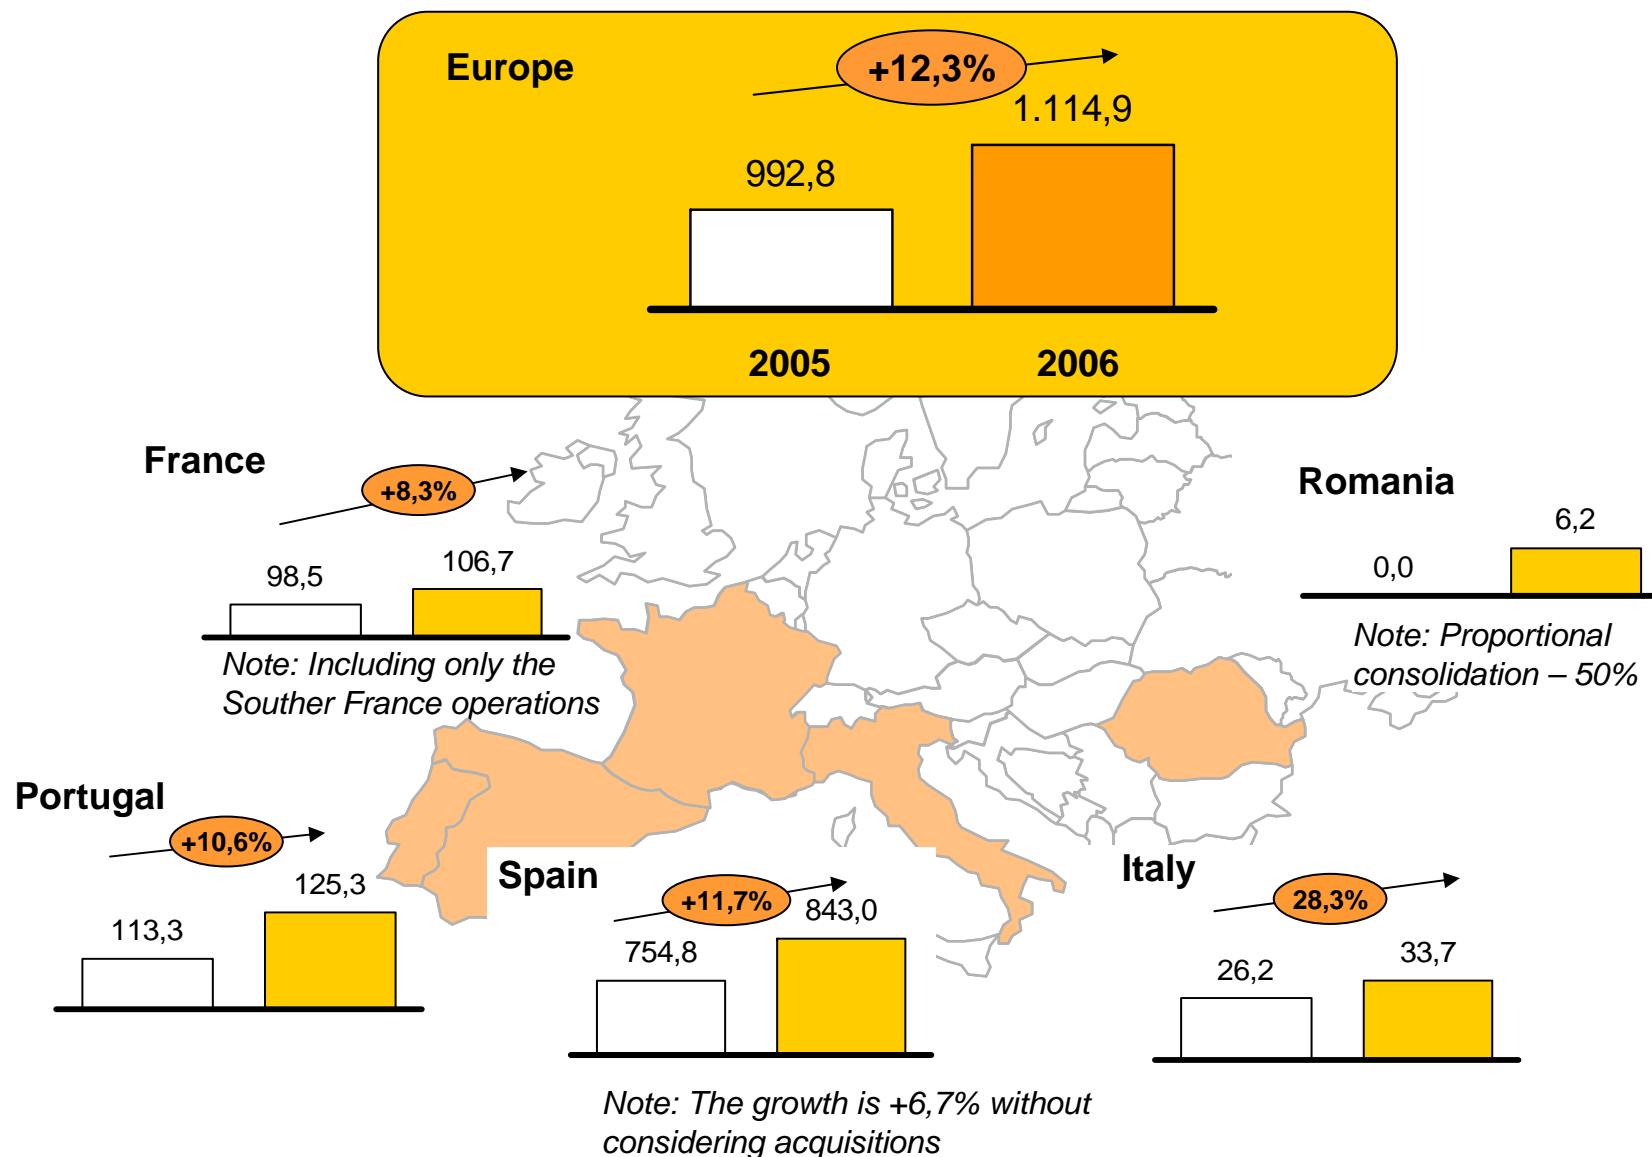 Europe
+12,3%
1.114,9
992,8
2005
2006
France
+8,3%
98,5
106,7
Note: Including only the
Souther France operations
Romania
6,2
0,0
Note: Proportional
consolidation – 50%
Portugal
+10,6%
125,3
113,3
Spain
+11,7%
843,0
754,8
Note: The growth is +6,7% without
considering acquisitions
Italy
28,3%
33,7
26,2